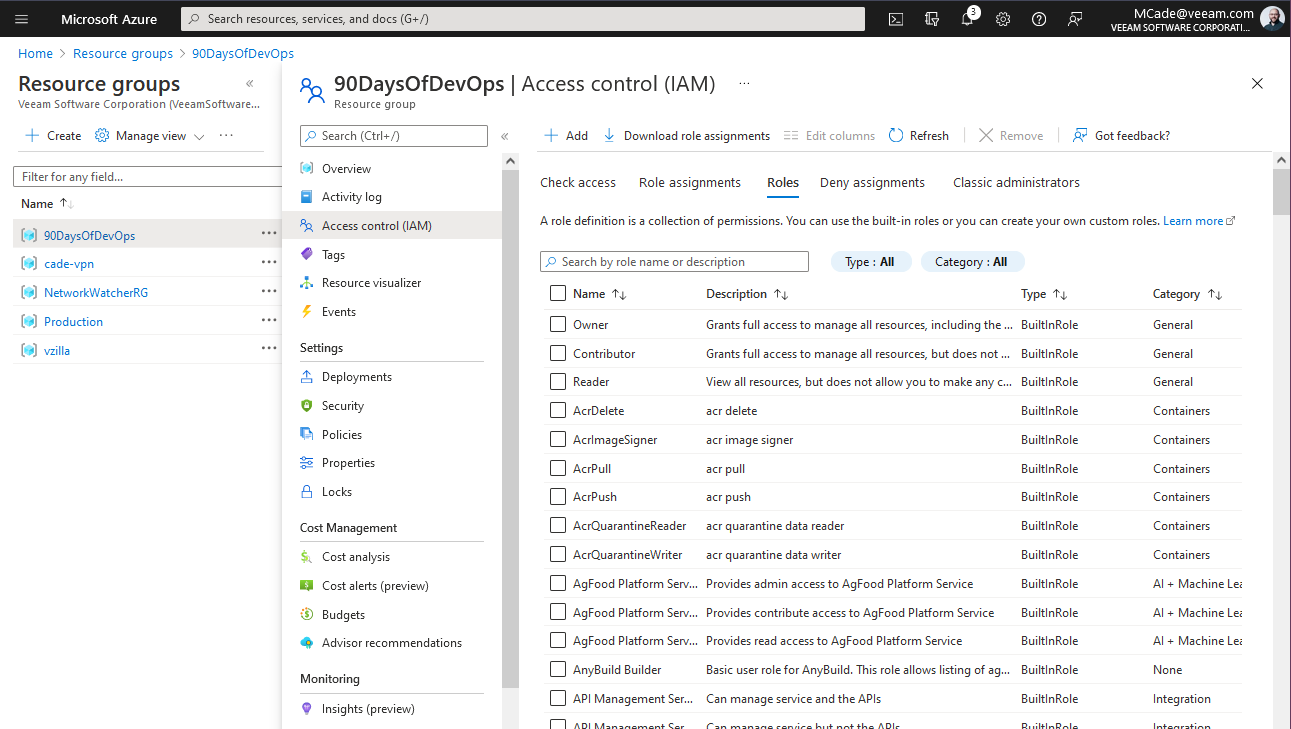 Microsoft Azure
Search resources, services, and docs (G+/)
3
MCade@veeam.com
VEEAM SOFTWARE CORPORATI...
Home > Resource groups > 90DaysOfDevOps
Resource groups «
Veeam Software Corporation (VeeamSoftware...
Create Manage view ...
Filter for any field...
Name ↑↓
90DaysOfDevOps ...
cade-vpn ...
NetworkWatcherRG ...
Production ...
vzilla ...
90DaysOfDevOps | Access control (IAM) ...
Resource group
Search (Ctrl+/) «
Overview
Activity log
Access control (IAM)
Tags
Resource visualizer
Events
Settings
Deployments
Security
Policies
Properties
Locks
Cost Management
Cost analysis
Cost alerts (preview)
Budgets
Advisor recommendations
Monitoring
Insights (preview)
Add Download role assignments Edit columns Refresh Remove Got feedback?
Check access Role assignments Roles Deny assignments Classic administrators
A role definition is a collection of permissions. You can use the built-in roles or you can create your own custom roles. Learn more
Search by role name or description Type : All Category : All
Name ↑↓ Description ↑↓ Type ↑↓ Category ↑↓
Owner Grants full access to manage all resources, including the ... BuiltInRole General
Contributor Grants full access to manage all resources, but does not ... BuiltInRole General
Reader View all resources, but does not allow you to make any c... BuiltInRole General
AcrDelete acr delete BuiltInRole Containers
AcrImageSigner acr image signer BuiltInRole Containers
AcrPull acr pull BuiltInRole Containers
AcrPush acr push BuiltInRole Containers
AcrQuarantineReader acr quarantine data reader BuiltInRole Containers
AcrQuarantineWriter acr quarantine data writer BuiltInRole Containers
AgFood Platform Serv... Provides admin access to AgFood Platform Service BuiltInRole AI + Machine Lea
AgFood Platform Serv... Provides contribute access to AgFood Platform Service BuiltInRole AI + Machine Lea
AgFood Platform Serv... Provides read access to AgFood Platform Service BuiltInRole AI + Machine Lea
AnyBuild Builder Basic user role for AnyBuild. This role allows listing of ag... BuiltInRole None
API Management Ser... Can manage service and the APIs BuiltInRole Integration
API Management Ser... Can manage service but not the APIs BuiltInRole Integration